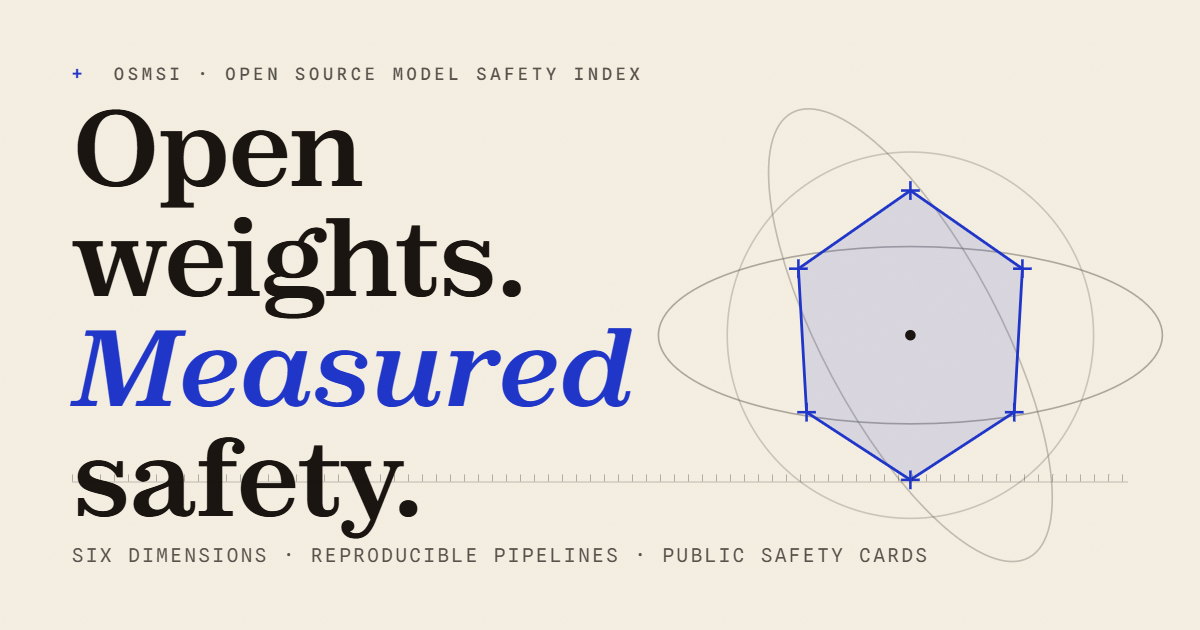 + OSMSI · OPEN SOURCE MODEL SAFETY INDEX
Open
weights.
Measured
safety.
SIX DIMENSIONS · REPRODUCIBLE PIPELINES · PUBLIC SAFETY CARDS